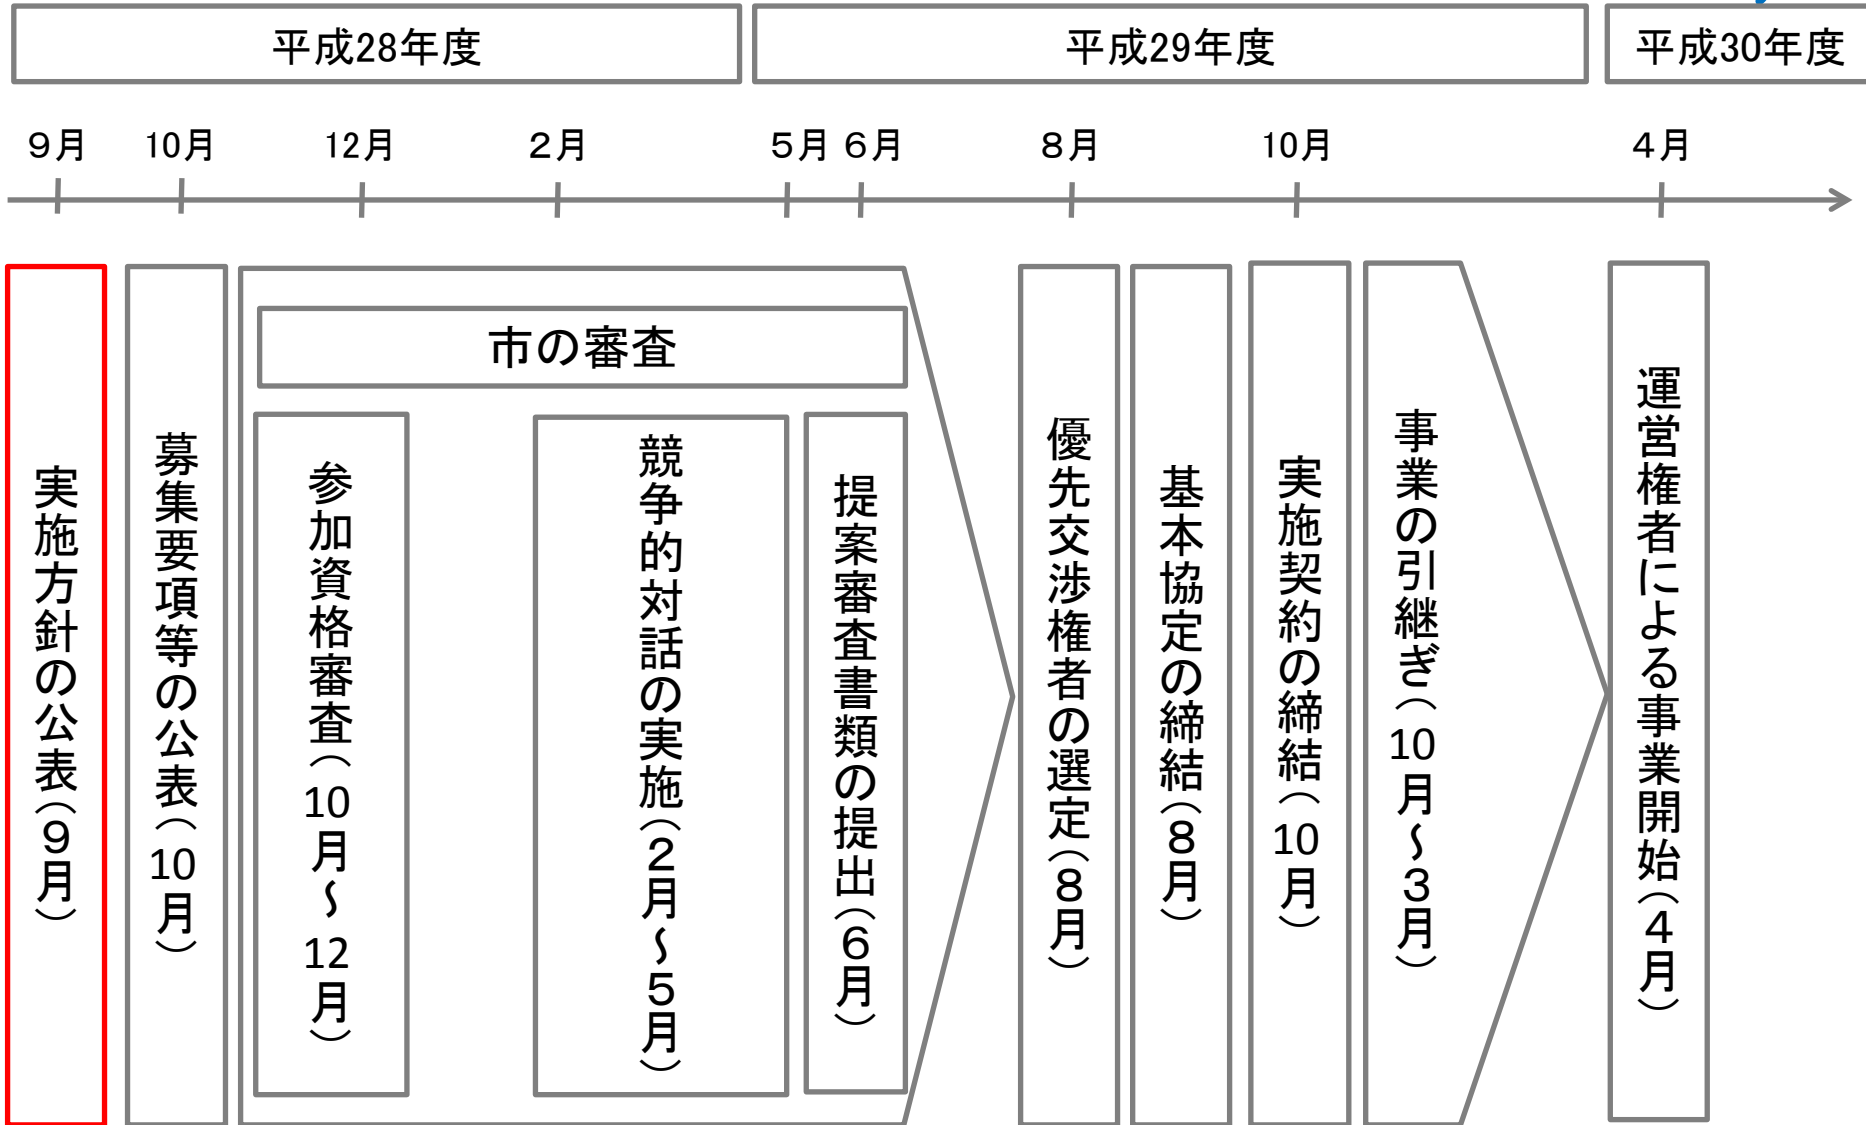 平成28年度
平成29年度
平成30年度
９月
10月
12月
２月
５月
６月
８月
10月
４月
実施方針の公表（９月）
募集要項等の公表（10月）
市の審査
参加資格審査（10月～12月）
競争的対話の実施（２月～５月）
提案審査書類の提出（６月）
優先交渉権者の選定（８月）
基本協定の締結（８月）
実施契約の締結（10月）
事業の引継ぎ（10月～３月）
運営権者による事業開始（４月）